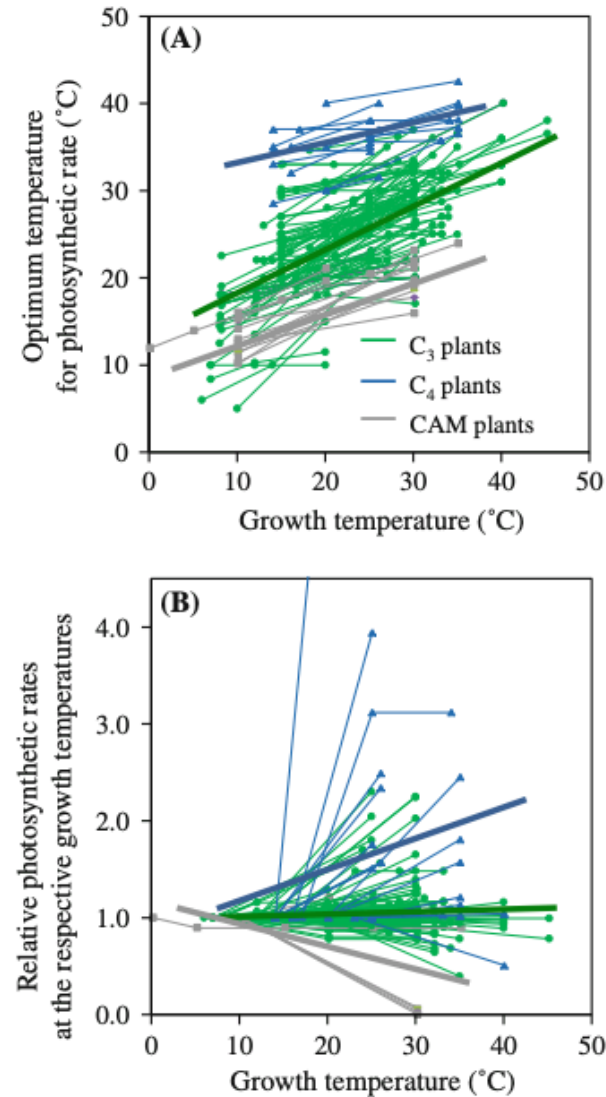 (A)
50
40
30
20
10
0
Optimum temperature
for photosynthetic rate (˚C)
C₃ plants
C₄ plants
CAM plants
0 10 20 30 40 50
Growth temperature (˚C)
(B)
4.0
3.0
2.0
1.0
0.0
Relative photosynthetic rates
at the respective growth temperatures
0 10 20 30 40 50
Growth temperature (˚C)